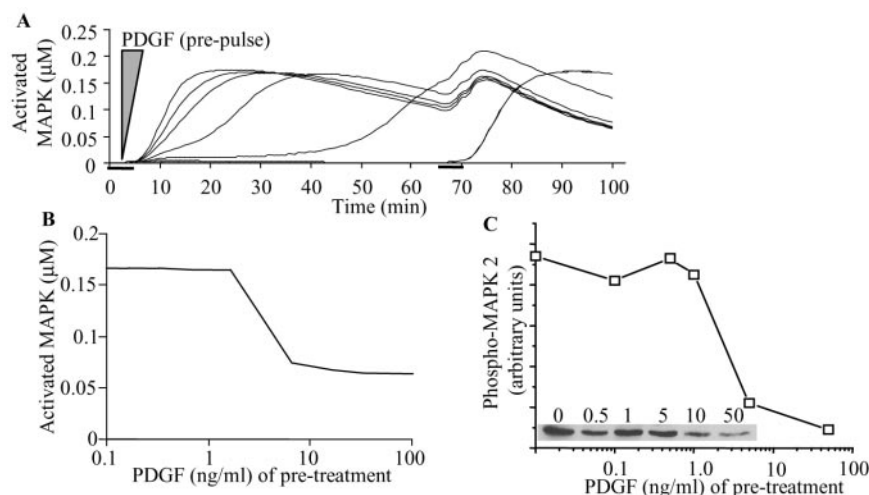 A
PDGF (pre-pulse)
Activated
MAPK (μM)
0.25
0.2
0.15
0.1
0.05
0
0 10 20 30 40 50 60 70 80 90 100
Time (min)
B
Activated MAPK (μM)
0.2
0.15
0.1
0.05
0
0.1 1 10 100
PDGF (ng/ml) of pre-treatment
C
Phospho-MAPK 2
(arbitrary units)
0 0.5 1 5 10 50
0.1 1.0 10 100
PDGF (ng/ml) of pre-treatment